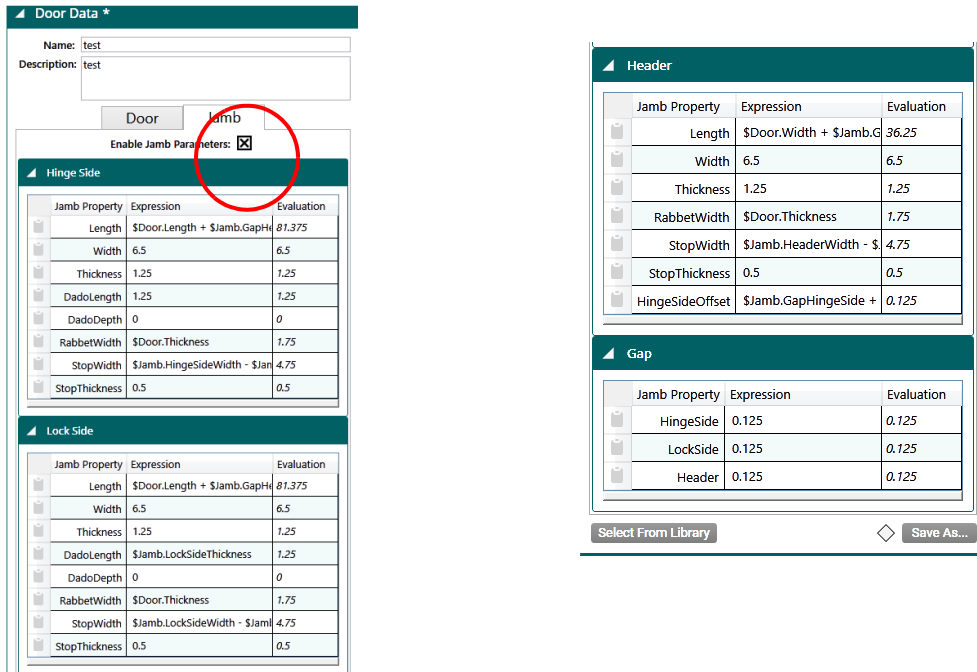 Door Data *
Name: test
Description: test
Door Jamb
Enable Jamb Parameters:
Hinge Side
Jamb Property Expression Evaluation
Length $Door.Length + $Jamb.GapHe 81.375
Width 6.5 6.5
Thickness 1.25 1.25
DadoLength 1.25 1.25
DadoDepth 0 0
RabbetWidth $Door.Thickness 1.75
StopWidth $Jamb.HingeSideWidth - $Jan 4.75
StopThickness 0.5 0.5
Lock Side
Jamb Property Expression Evaluation
Length $Door.Length + $Jamb.GapHe 81.375
Width 6.5 6.5
Thickness 1.25 1.25
DadoLength $Jamb.LockSideThickness 1.25
DadoDepth 0 0
RabbetWidth $Door.Thickness 1.75
StopWidth $Jamb.LockSideWidth - $Jaml 4.75
StopThickness 0.5 0.5
Header
Jamb Property Expression Evaluation
Length $Door.Width + $Jamb.G 36.25
Width 6.5 6.5
Thickness 1.25 1.25
RabbetWidth $Door.Thickness 1.75
StopWidth $Jamb.HeaderWidth - $. 4.75
StopThickness 0.5 0.5
HingeSideOffset $Jamb.GapHingeSide + 0.125
Gap
Jamb Property Expression Evaluation
HingeSide 0.125 0.125
LockSide 0.125 0.125
Header 0.125 0.125
Select From Library Save As...